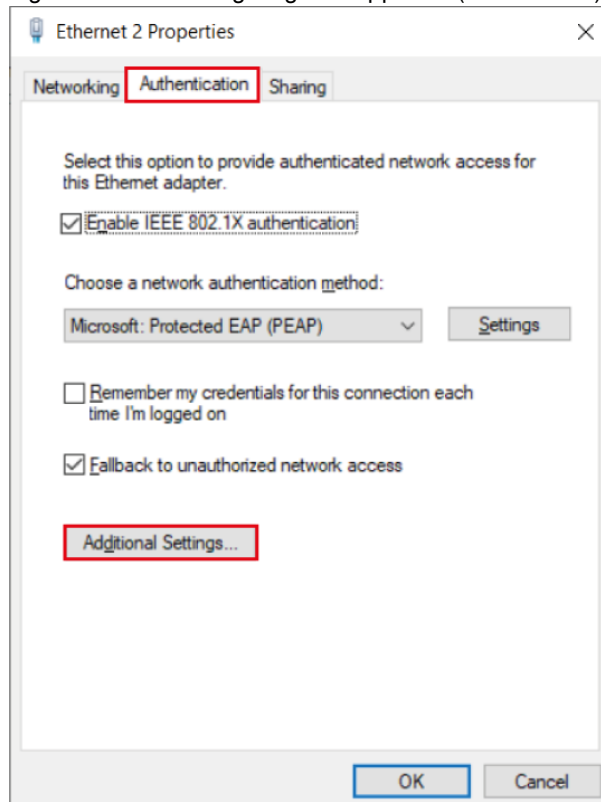 Ethernet 2 Properties
Networking Authentication Sharing
Select this option to provide authenticated network access for
this Ethernet adapter.
Enable IEEE 802.1X authentication
Choose a network authentication method:
Microsoft: Protected EAP (PEAP) Settings
Remember my credentials for this connection each
time I'm logged on
Fallback to unauthorized network access
Additional Settings...
OK Cancel